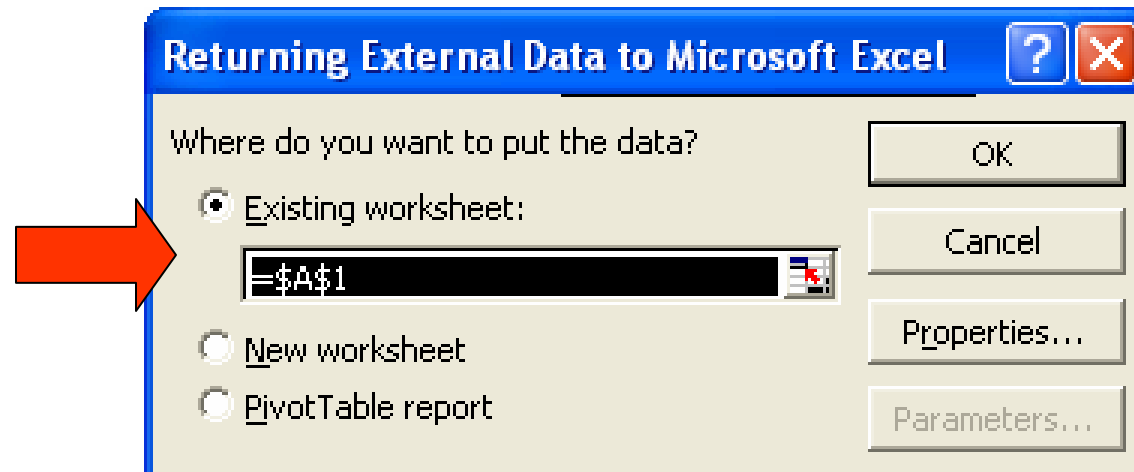 Returning External Data to Microsoft Excel ?
Where do you want to put the data?
OK
Existing worksheet:
Cancel
=$A$1
Properties...
New worksheet
PivotTable report
Parameters...